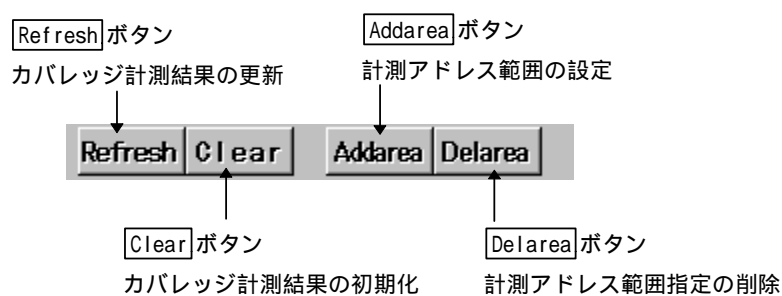 Refreshボタン
カバレッジ計測結果の更新
Addareaボタン
計測アドレス範囲の設定
Refresh Clear Addarea Delarea
Clearボタン
カバレッジ計測結果の初期化
Delareaボタン
計測アドレス範囲指定の削除